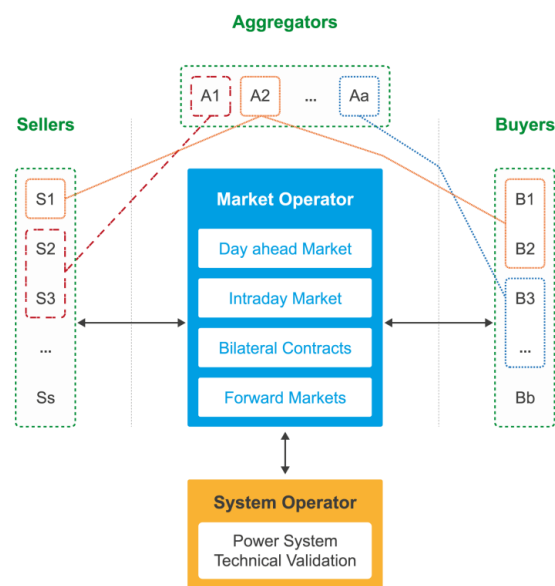 Aggregators
A1 A2 ... Aa
Sellers
Buyers
S1
S2
S3
...
Ss
Market Operator
Day ahead Market
Intraday Market
Bilateral Contracts
Forward Markets
B1
B2
B3
...
Bb
System Operator
Power System
Technical Validation